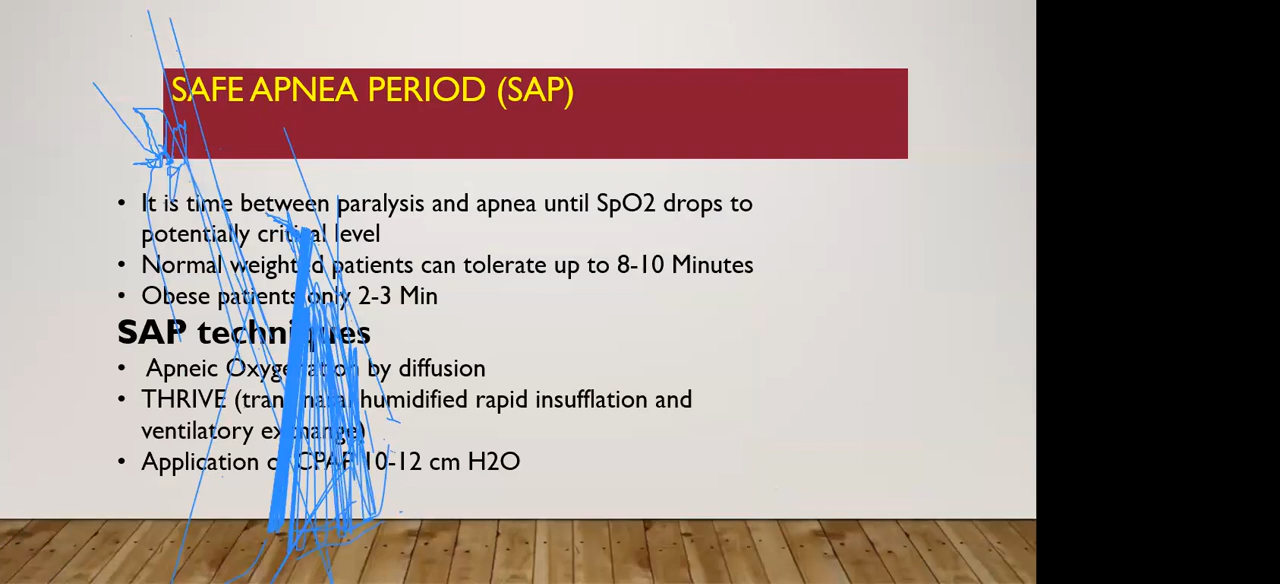 SAFE APNEA PERIOD (SAP)
• It is time between paralysis and apnea until SpO2 drops to
potentially critical level
• Normal weighted patients can tolerate up to 8-10 Minutes
• Obese patients only 2-3 Min
SAP techniques
• Apneic Oxygenation by diffusion
• THRIVE (trans nasal humidified rapid insufflation and
ventilatory exchange)
• Application of CPAP 10-12 cm H2O